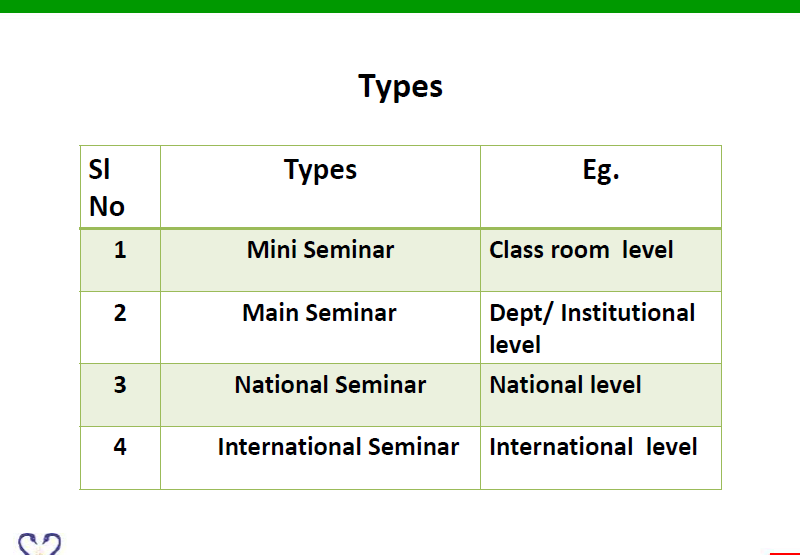 Types
Sl No Types Eg.
1 Mini Seminar Class room level
2 Main Seminar Dept/ Institutional level
3 National Seminar National level
4 International Seminar International level